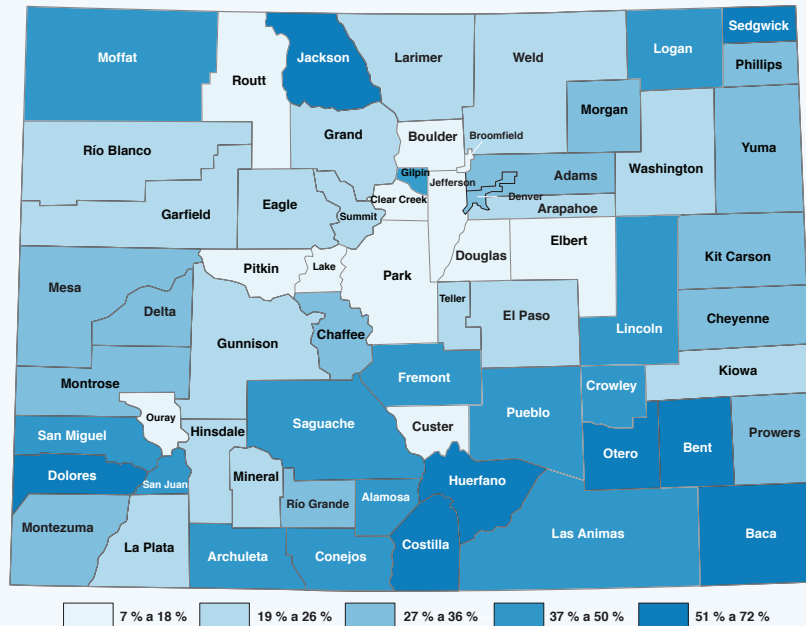 Sedgwick
Moffat
Jackson
Larimer
Weld
Logan
Phillips
Routt
Morgan
Grand
Boulder
Broomfield
Río Blanco
Yuma
Gilpin
Jefferson
Adams
Washington
Clear Creek
Denver
Eagle
Summit
Arapahoe
Garfield
Elbert
Pitkin
Lake
Park
Douglas
Kit Carson
Mesa
Teller
Delta
El Paso
Cheyenne
Lincoln
Chaffee
Gunnison
Kiowa
Fremont
Montrose
Crowley
Ouray
Saguache
Custer
Pueblo
San Miguel
Hinsdale
Prowers
Bent
Otero
Dolores
Mineral
Huerfano
San Juan
Río Grande
Alamosa
Montezuma
Las Animas
Baca
La Plata
Costilla
Archuleta
Conejos
7 % a 18 % 19 % a 26 % 27 % a 36 % 37 % a 50 % 51 % a 72 %